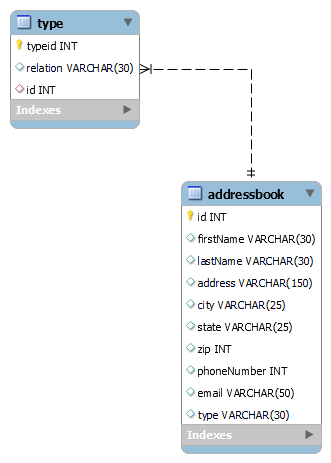 type
typeid INT
relation VARCHAR(30)
id INT
Indexes
addressbook
id INT
firstName VARCHAR(30)
lastName VARCHAR(30)
address VARCHAR(150)
city VARCHAR(25)
state VARCHAR(25)
zip INT
phoneNumber INT
email VARCHAR(50)
type VARCHAR(30)
Indexes